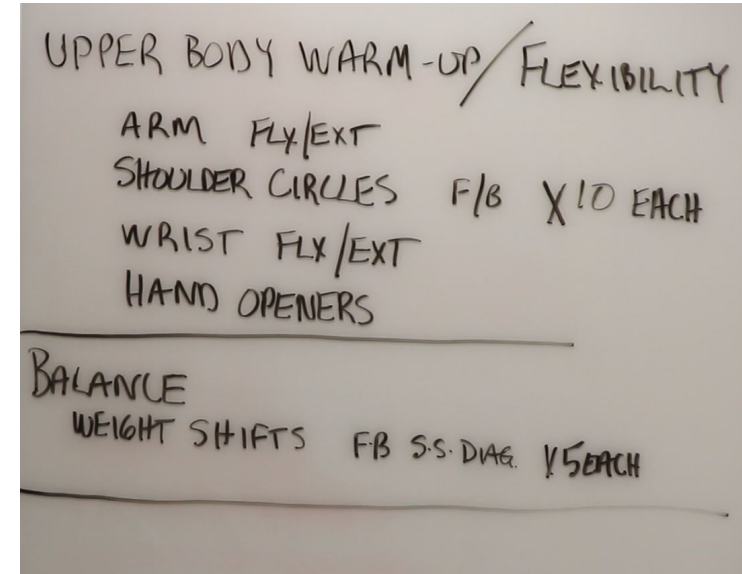 UPPER BODY WARM-UP/FLEXIBILITY
ARM FLX/EXT
SHOULDER CIRCLES F/B X10 EACH
WRIST FLX/EXT
HAND OPENERS
BALANCE
WEIGHT SHIFTS F-B S.S. DIAG. X5 EACH